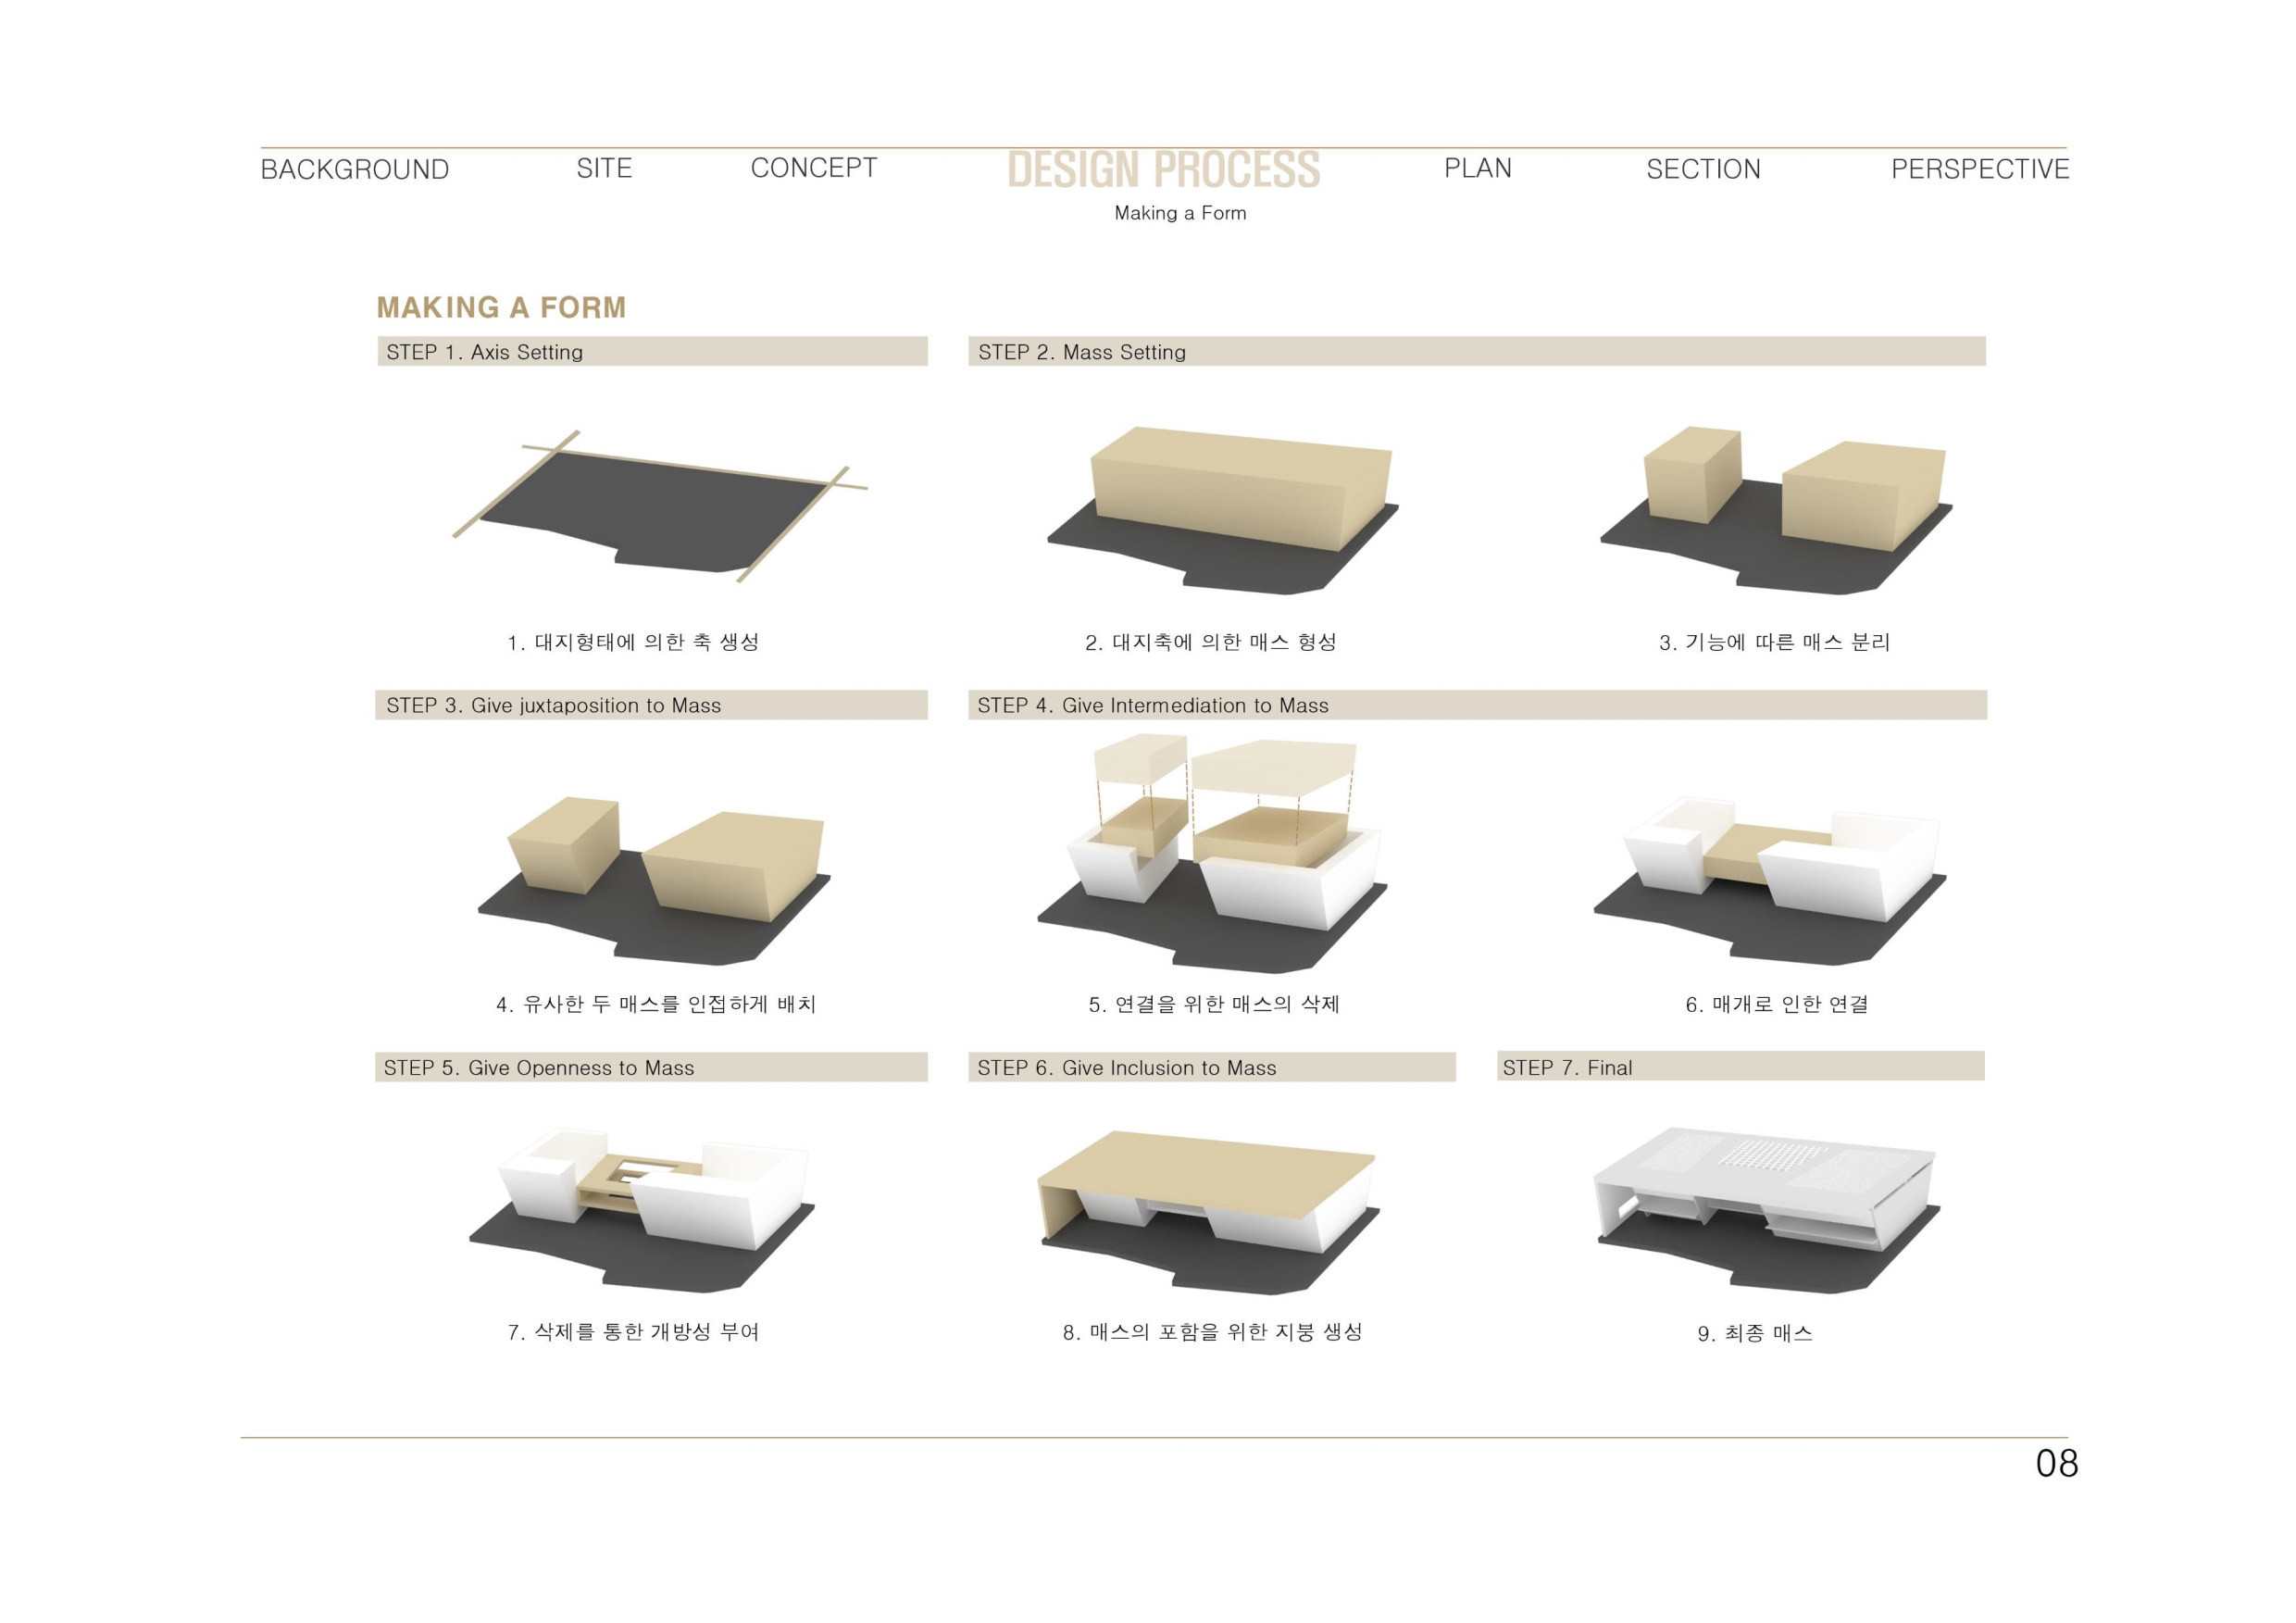 BACKGROUND SITE CONCEPT DESIGN PROCESS PLAN SECTION PERSPECTIVE
Making a Form
MAKING A FORM
STEP 1. Axis Setting
STEP 2. Mass Setting
1. 대지형태에 의한 축 생성
2. 대지축에 의한 매스 형성
3. 기능에 따른 매스 분리
STEP 3. Give juxtaposition to Mass
STEP 4. Give Intermediation to Mass
4. 유사한 두 매스를 인접하게 배치
5. 연결을 위한 매스의 삭제
6. 매개로 인한 연결
STEP 5. Give Openness to Mass
STEP 6. Give Inclusion to Mass
STEP 7. Final
7. 삭제를 통한 개방성 부여
8. 매스의 포함을 위한 지붕 생성
9. 최종 매스
08